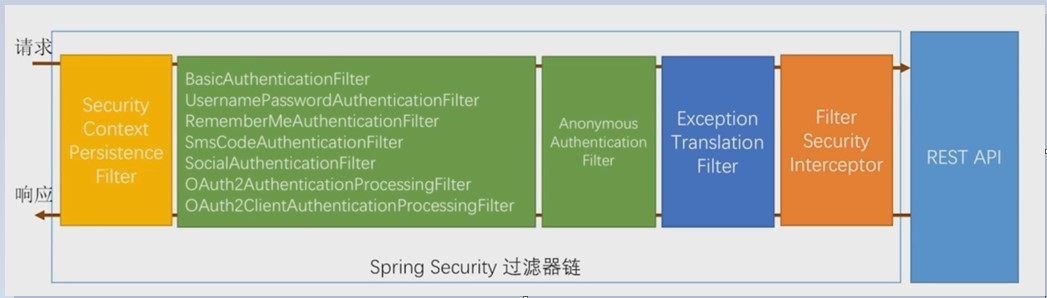 请求
响应
Security
Context
Persistence
Filter
BasicAuthenticationFilter
UsernamePasswordAuthenticationFilter
RememberMeAuthenticationFilter
SmsCodeAuthenticationFilter
SocialAuthenticationFilter
OAuth2AuthenticationProcessingFilter
OAuth2ClientAuthenticationProcessingFilter
Anonymous
Authentication
Filter
Exception
Translation
Filter
Filter
Security
Interceptor
REST API
Spring Security 过滤器链